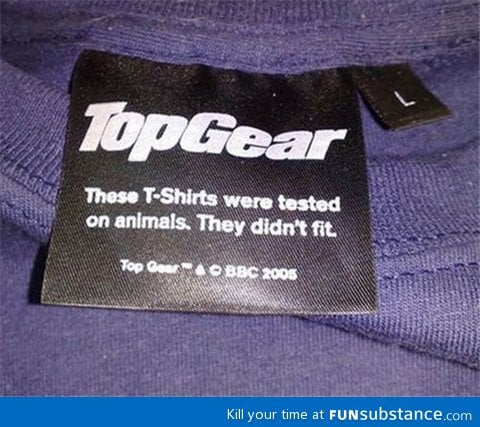 TopGear
L
These T-Shirts were tested
on animals. They didn't fit.
Top Gear ™ & © BBC 2005
Kill your time at FUNsubstance.com